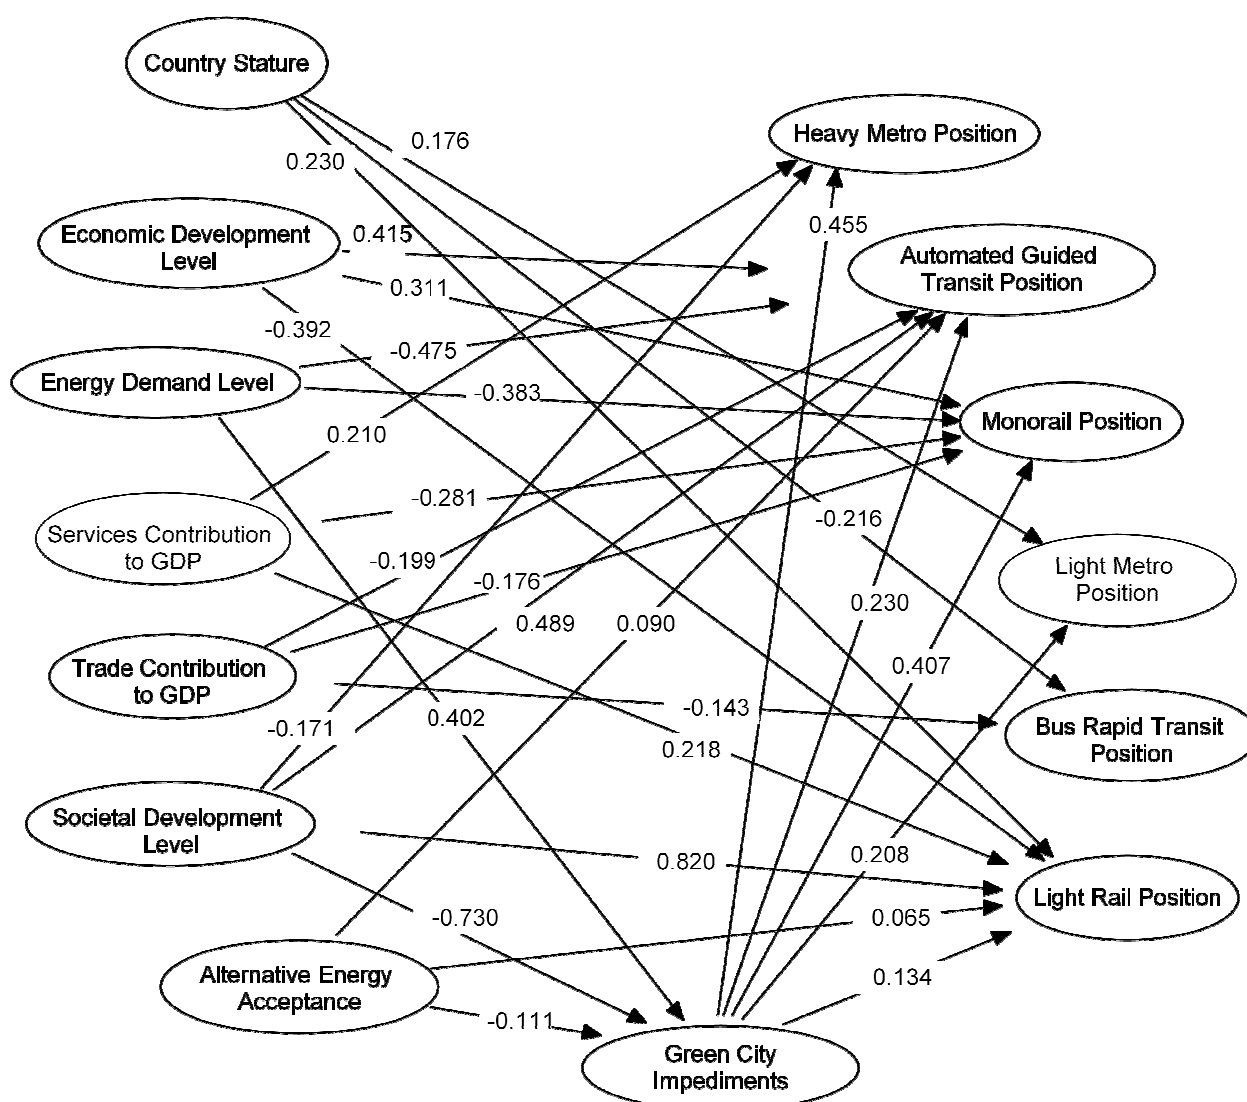 Country Stature
0.176
Heavy Metro Position
0.230
0.455
Economic Development
Level
0.415
Automated Guided
Transit Position
0.311
-0.392
-0.475
Energy Demand Level
-0.383
Monorail Position
0.210
-0.281
-0.216
Services Contribution
to GDP
-0.199
-0.176
Light Metro
Position
0.230
0.489
0.090
Trade Contribution
to GDP
0.407
-0.143
-0.171
0.402
0.218
Bus Rapid Transit
Position
Societal Development
Level
0.820
0.208
Light Rail Position
-0.730
0.065
Alternative Energy
Acceptance
0.134
-0.111
Green City
Impediments